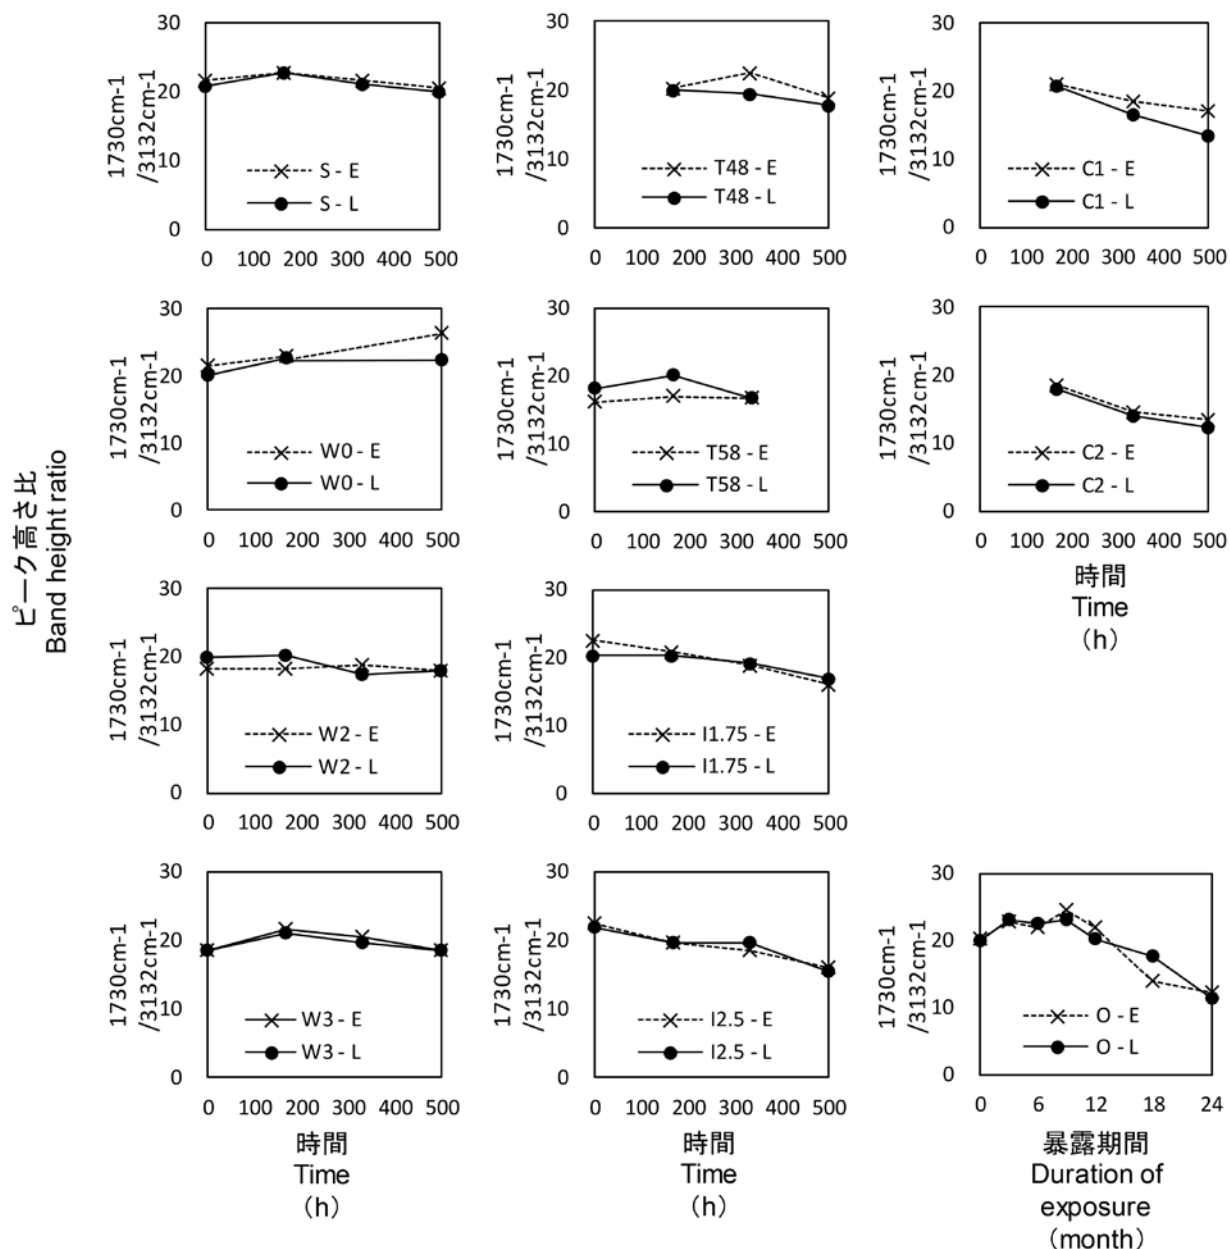 ピーク高さ比
Band height ratio
1730cm-1
/3132cm-1
30
20
10
0
S - E
S - L
0 100 200 300 400 500
1730cm-1
/3132cm-1
30
20
10
0
T48 - E
T48 - L
0 100 200 300 400 500
1730cm-1
/3132cm-1
30
20
10
0
C1 - E
C1 - L
0 100 200 300 400 500
1730cm-1
/3132cm-1
30
20
10
0
W0 - E
W0 - L
0 100 200 300 400 500
1730cm-1
/3132cm-1
30
20
10
0
T58 - E
T58 - L
0 100 200 300 400 500
1730cm-1
/3132cm-1
30
20
10
0
C2 - E
C2 - L
0 100 200 300 400 500
時間
Time
（h）
1730cm-1
/3132cm-1
30
20
10
0
W2 - E
W2 - L
0 100 200 300 400 500
1730cm-1
/3132cm-1
30
20
10
0
I1.75 - E
I1.75 - L
0 100 200 300 400 500
1730cm-1
/3132cm-1
30
20
10
0
W3 - E
W3 - L
0 100 200 300 400 500
時間
Time
（h）
1730cm-1
/3132cm-1
30
20
10
0
I2.5 - E
I2.5 - L
0 100 200 300 400 500
時間
Time
（h）
1730cm-1
/3132cm-1
30
20
10
0
O - E
O - L
0 6 12 18 24
暴露期間
Duration of
exposure
（month）